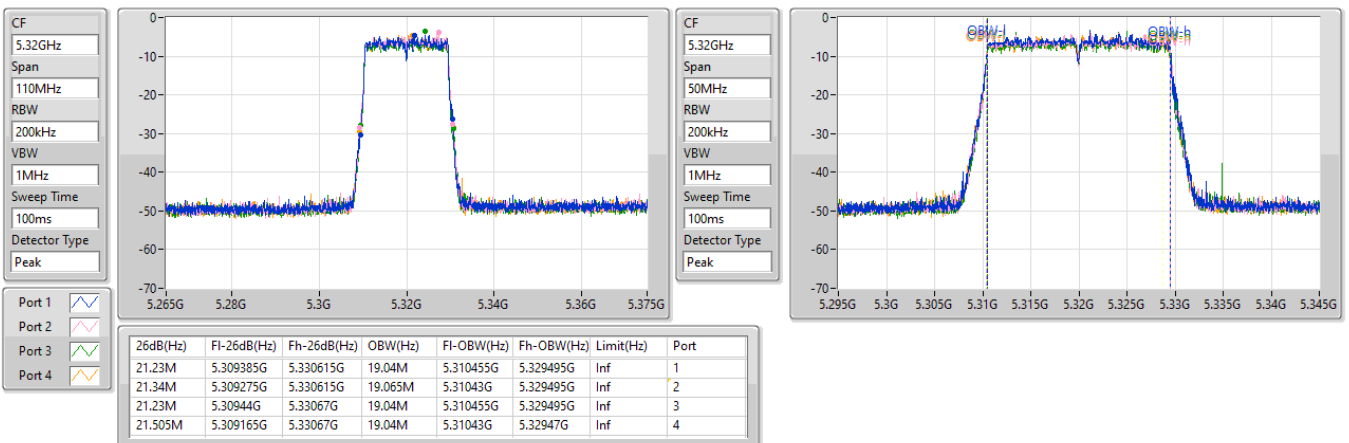 CF
5.32GHz
Span
110MHz
RBW
200kHz
VBW
1MHz
Sweep Time
100ms
Detector Type
Peak
0-
-10-
-20-
-30-
-40-
-50-
-60-
-70-
5.265G 5.28G 5.3G 5.32G 5.34G 5.36G 5.375G
CF
5.32GHz
Span
50MHz
RBW
200kHz
VBW
1MHz
Sweep Time
100ms
Detector Type
Peak
OBW-l OBW-h
0-
-10-
-20-
-30-
-40-
-50-
-60-
-70-
5.295G 5.3G 5.305G 5.31G 5.315G 5.32G 5.325G 5.33G 5.335G 5.34G 5.345G
Port 1
Port 2
Port 3
Port 4
26dB(Hz) Fl-26dB(Hz) Fh-26dB(Hz) OBW(Hz) Fl-OBW(Hz) Fh-OBW(Hz) Limit(Hz) Port
21.23M 5.309385G 5.330615G 19.04M 5.310455G 5.329495G Inf 1
21.34M 5.309275G 5.330615G 19.065M 5.31043G 5.329495G Inf 2
21.23M 5.30944G 5.33067G 19.04M 5.310455G 5.329495G Inf 3
21.505M 5.309165G 5.33067G 19.04M 5.31043G 5.32947G Inf 4